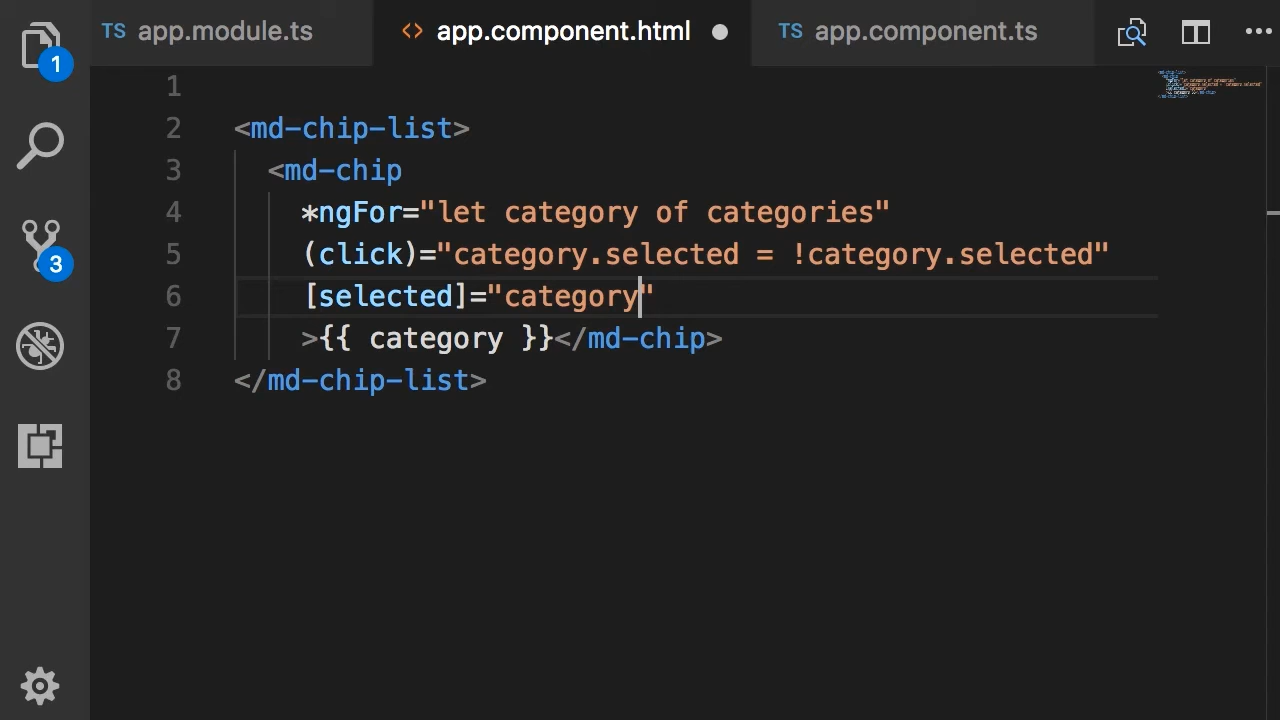 1
TS app.module.ts
<> app.component.html
TS app.component.ts
1
2 <md-chip-list>
3 <md-chip
4 *ngFor="let category of categories"
5 (click)="category.selected = !category.selected"
6 [selected]="category"
7 >{{ category }}</md-chip>
8 </md-chip-list>
3